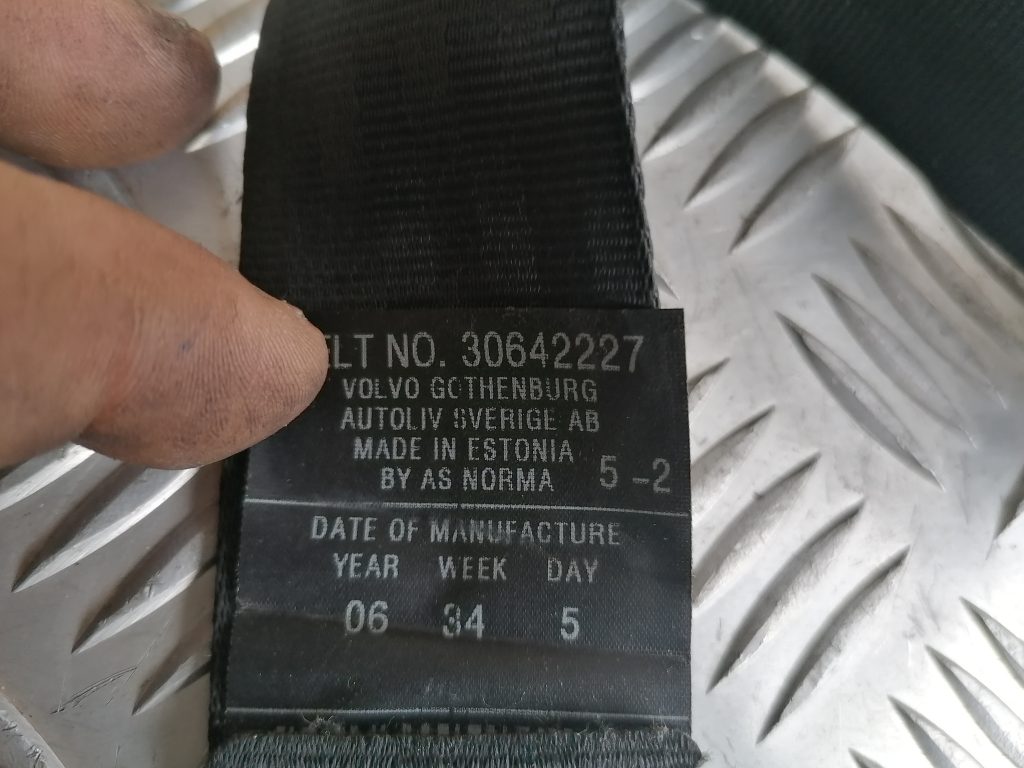 ELT NO. 30642227
VOLVO GOTHENBURG
AUTOLIV SVERIGE AB
MADE IN ESTONIA
BY AS NORMA 5-2
DATE OF MANUFACTURE
YEAR WEEK DAY
06 34 5